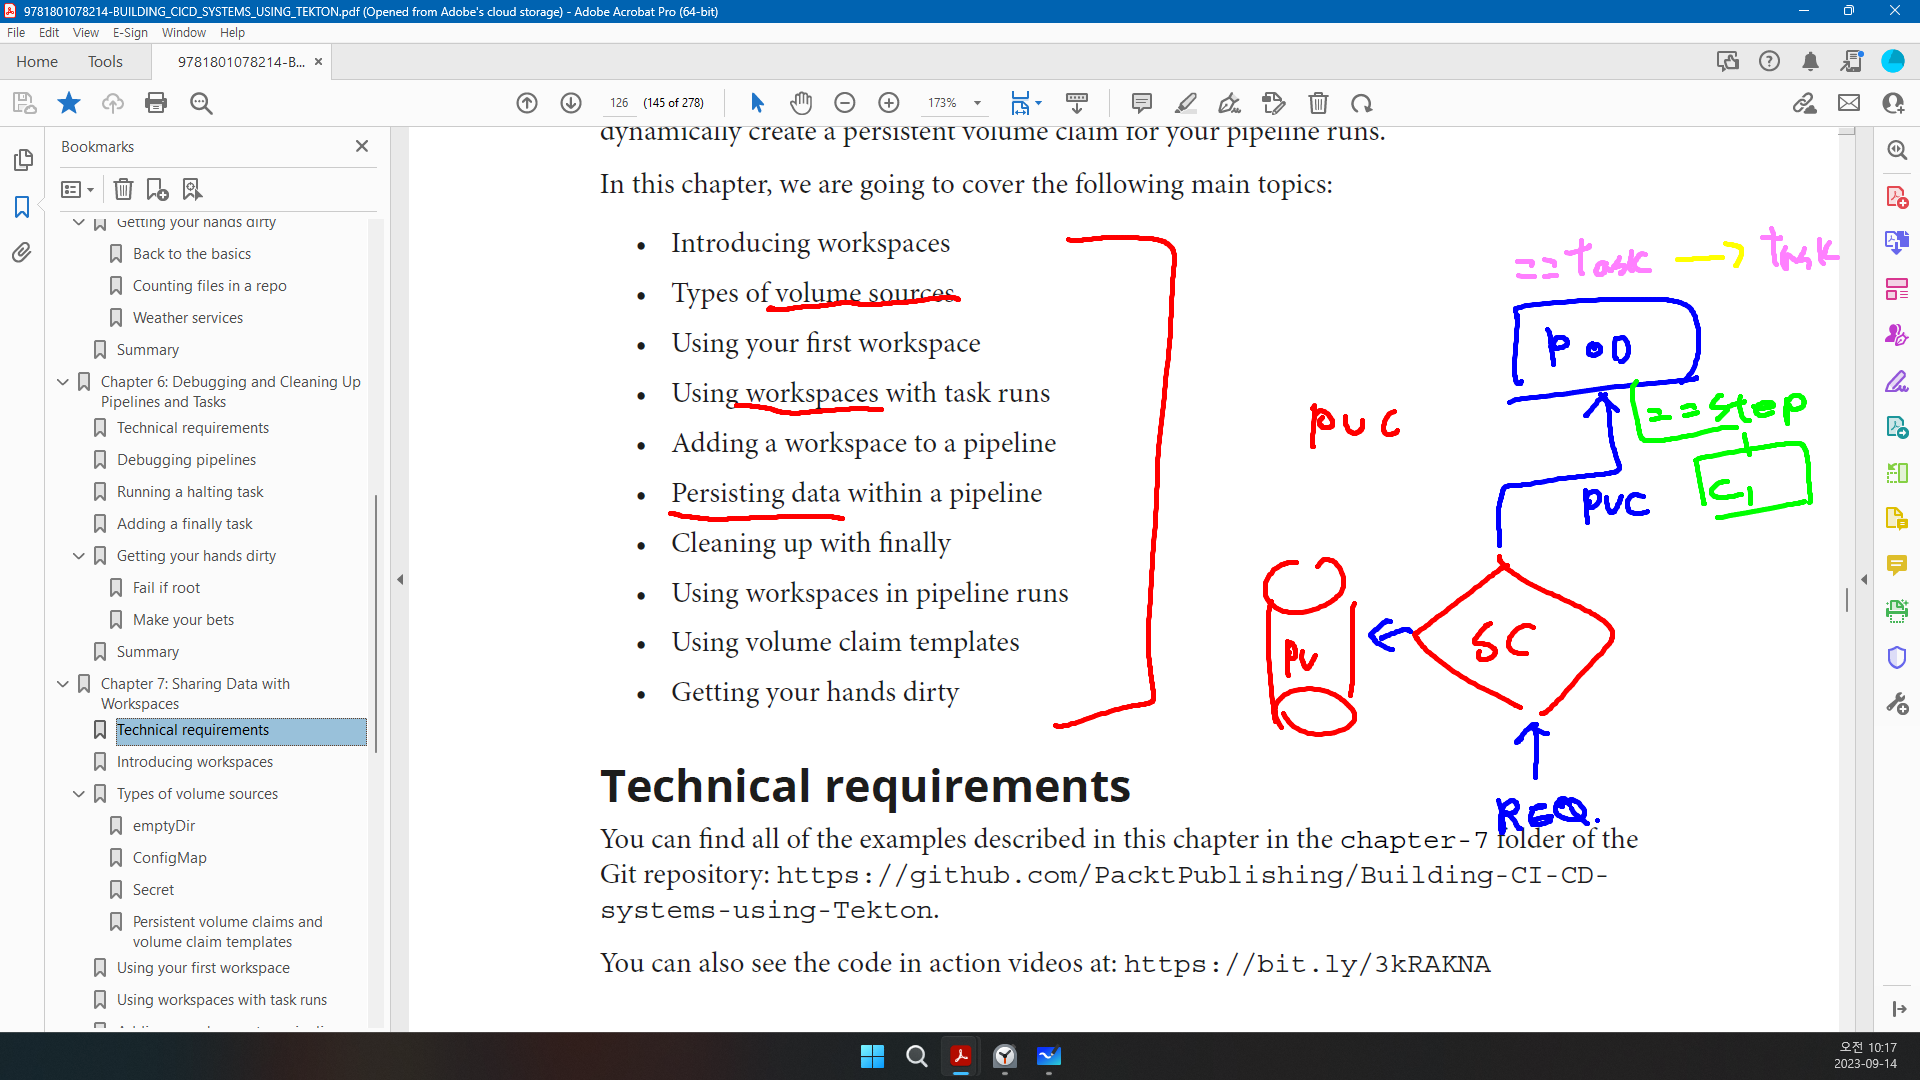 9781801078214-BUILDING_CICD_SYSTEMS_USING_TEKTON.pdf (Opened from Adobe's cloud storage) - Adobe Acrobat Pro (64-bit)
File Edit View E-Sign Window Help
Home Tools 9781801078214-B... ×
126 (145 of 278) 173%
Bookmarks
Getting your hands dirty
Back to the basics
Counting files in a repo
Weather services
Summary
Chapter 6: Debugging and Cleaning Up
Pipelines and Tasks
Technical requirements
Debugging pipelines
Running a halting task
Adding a finally task
Getting your hands dirty
Fail if root
Make your bets
Summary
Chapter 7: Sharing Data with
Workspaces
Technical requirements
Introducing workspaces
Types of volume sources
emptyDir
ConfigMap
Secret
Persistent volume claims and
volume claim templates
Using your first workspace
Using workspaces with task runs
dynamically create a persistent volume claim for your pipeline runs.
In this chapter, we are going to cover the following main topics:
• Introducing workspaces
• Types of volume sources
• Using your first workspace
• Using workspaces with task runs
• Adding a workspace to a pipeline
• Persisting data within a pipeline
• Cleaning up with finally
• Using workspaces in pipeline runs
• Using volume claim templates
• Getting your hands dirty
==task → task
POD
==step
C1
PVC
PVC
PV
SC
REQ.
Technical requirements
You can find all of the examples described in this chapter in the chapter-7 folder of the
Git repository: https://github.com/PacktPublishing/Building-CI-CD-
systems-using-Tekton.
You can also see the code in action videos at: https://bit.ly/3kRAKNA
오전 10:17
2023-09-14